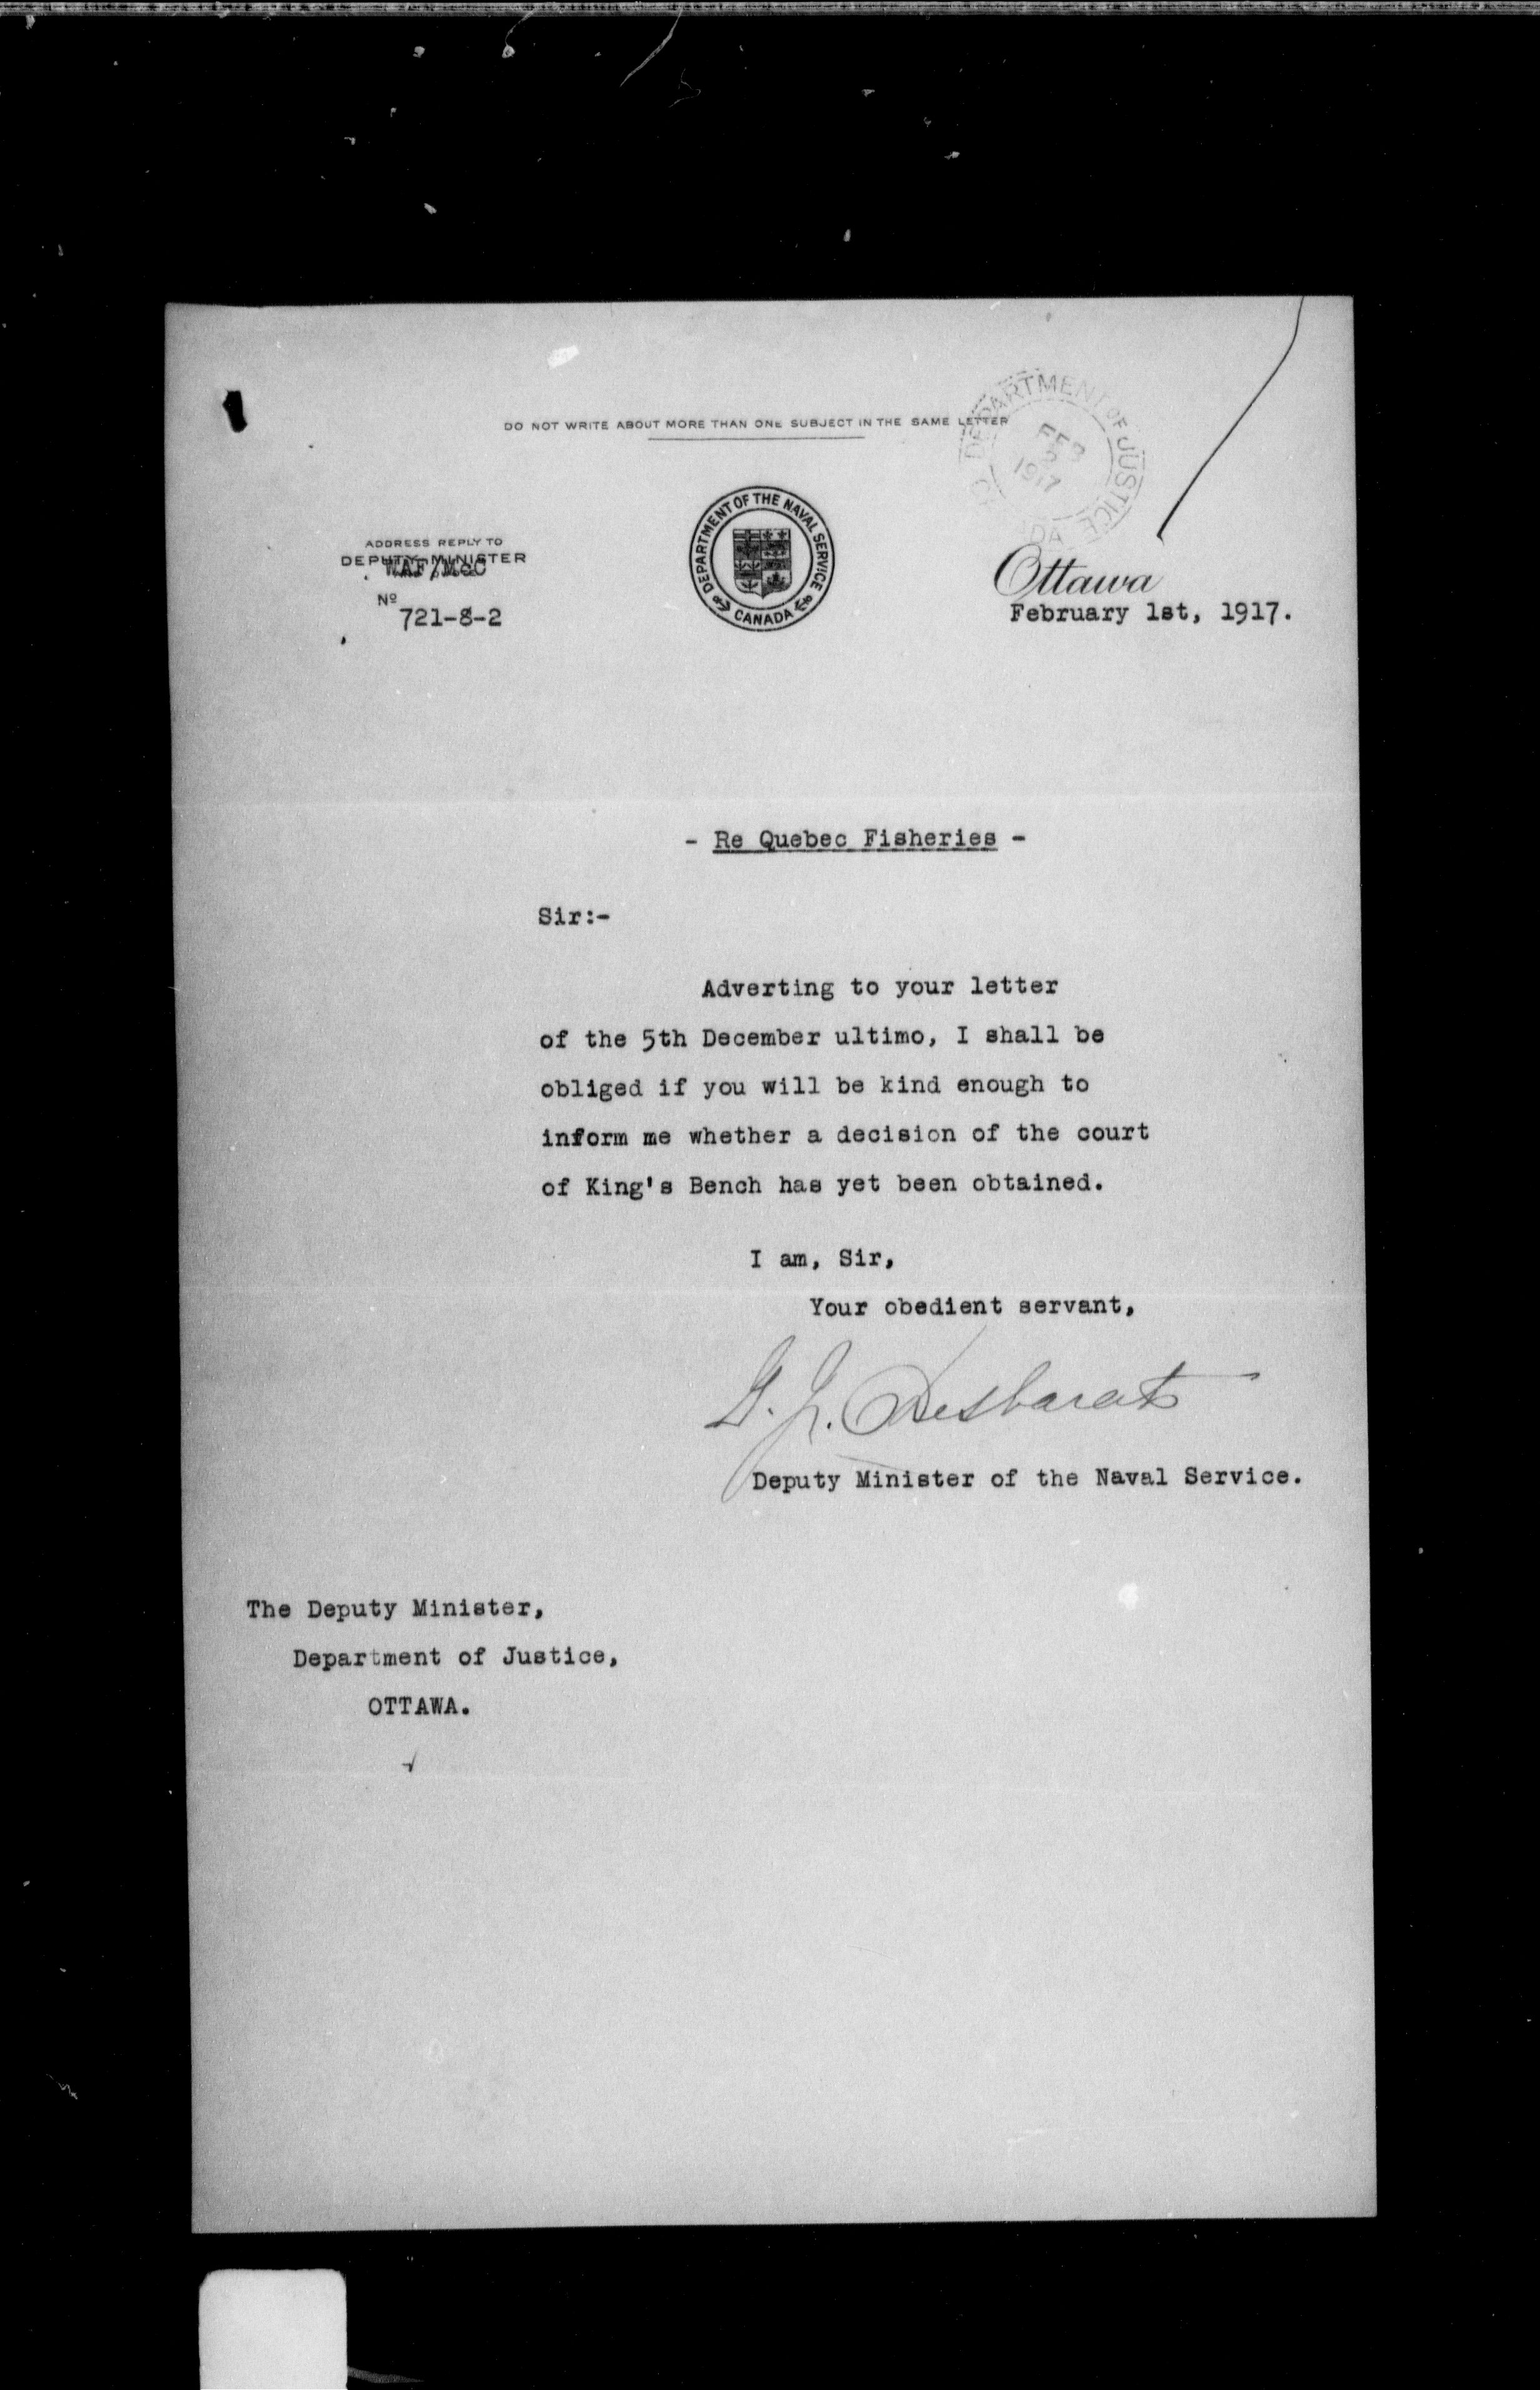 DO NOT WRITE ABOUT MORE THAN ONE SUBJECT IN THE SAME LETTER
DEPARTMENT OF JUSTICE
FEB
1917
ADDRESS REPLY TO
DEPUTY MINISTER
WAF/M&C
Nº
721-8-2
DEPARTMENT OF THE NAVAL SERVICE
CANADA
Ottawa
February 1st, 1917.
- Re Quebec Fisheries -
Sir:-
Adverting to your letter
of the 5th December ultimo, I shall be
obliged if you will be kind enough to
inform me whether a decision of the court
of King's Bench has yet been obtained.
I am, Sir,
Your obedient servant,
G. J. Desbarats
Deputy Minister of the Naval Service.
The Deputy Minister,
Department of Justice,
OTTAWA.